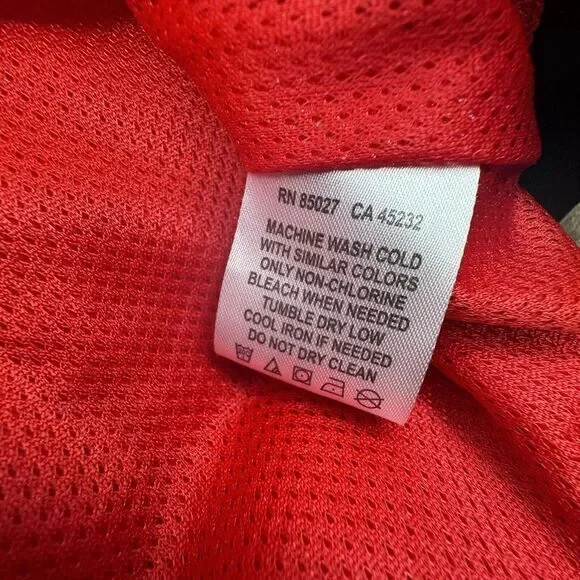 RN 85027 CA 45232
MACHINE WASH COLD
WITH SIMILAR COLORS
ONLY NON-CHLORINE
BLEACH WHEN NEEDED
TUMBLE DRY LOW
COOL IRON IF NEEDED
DO NOT DRY CLEAN